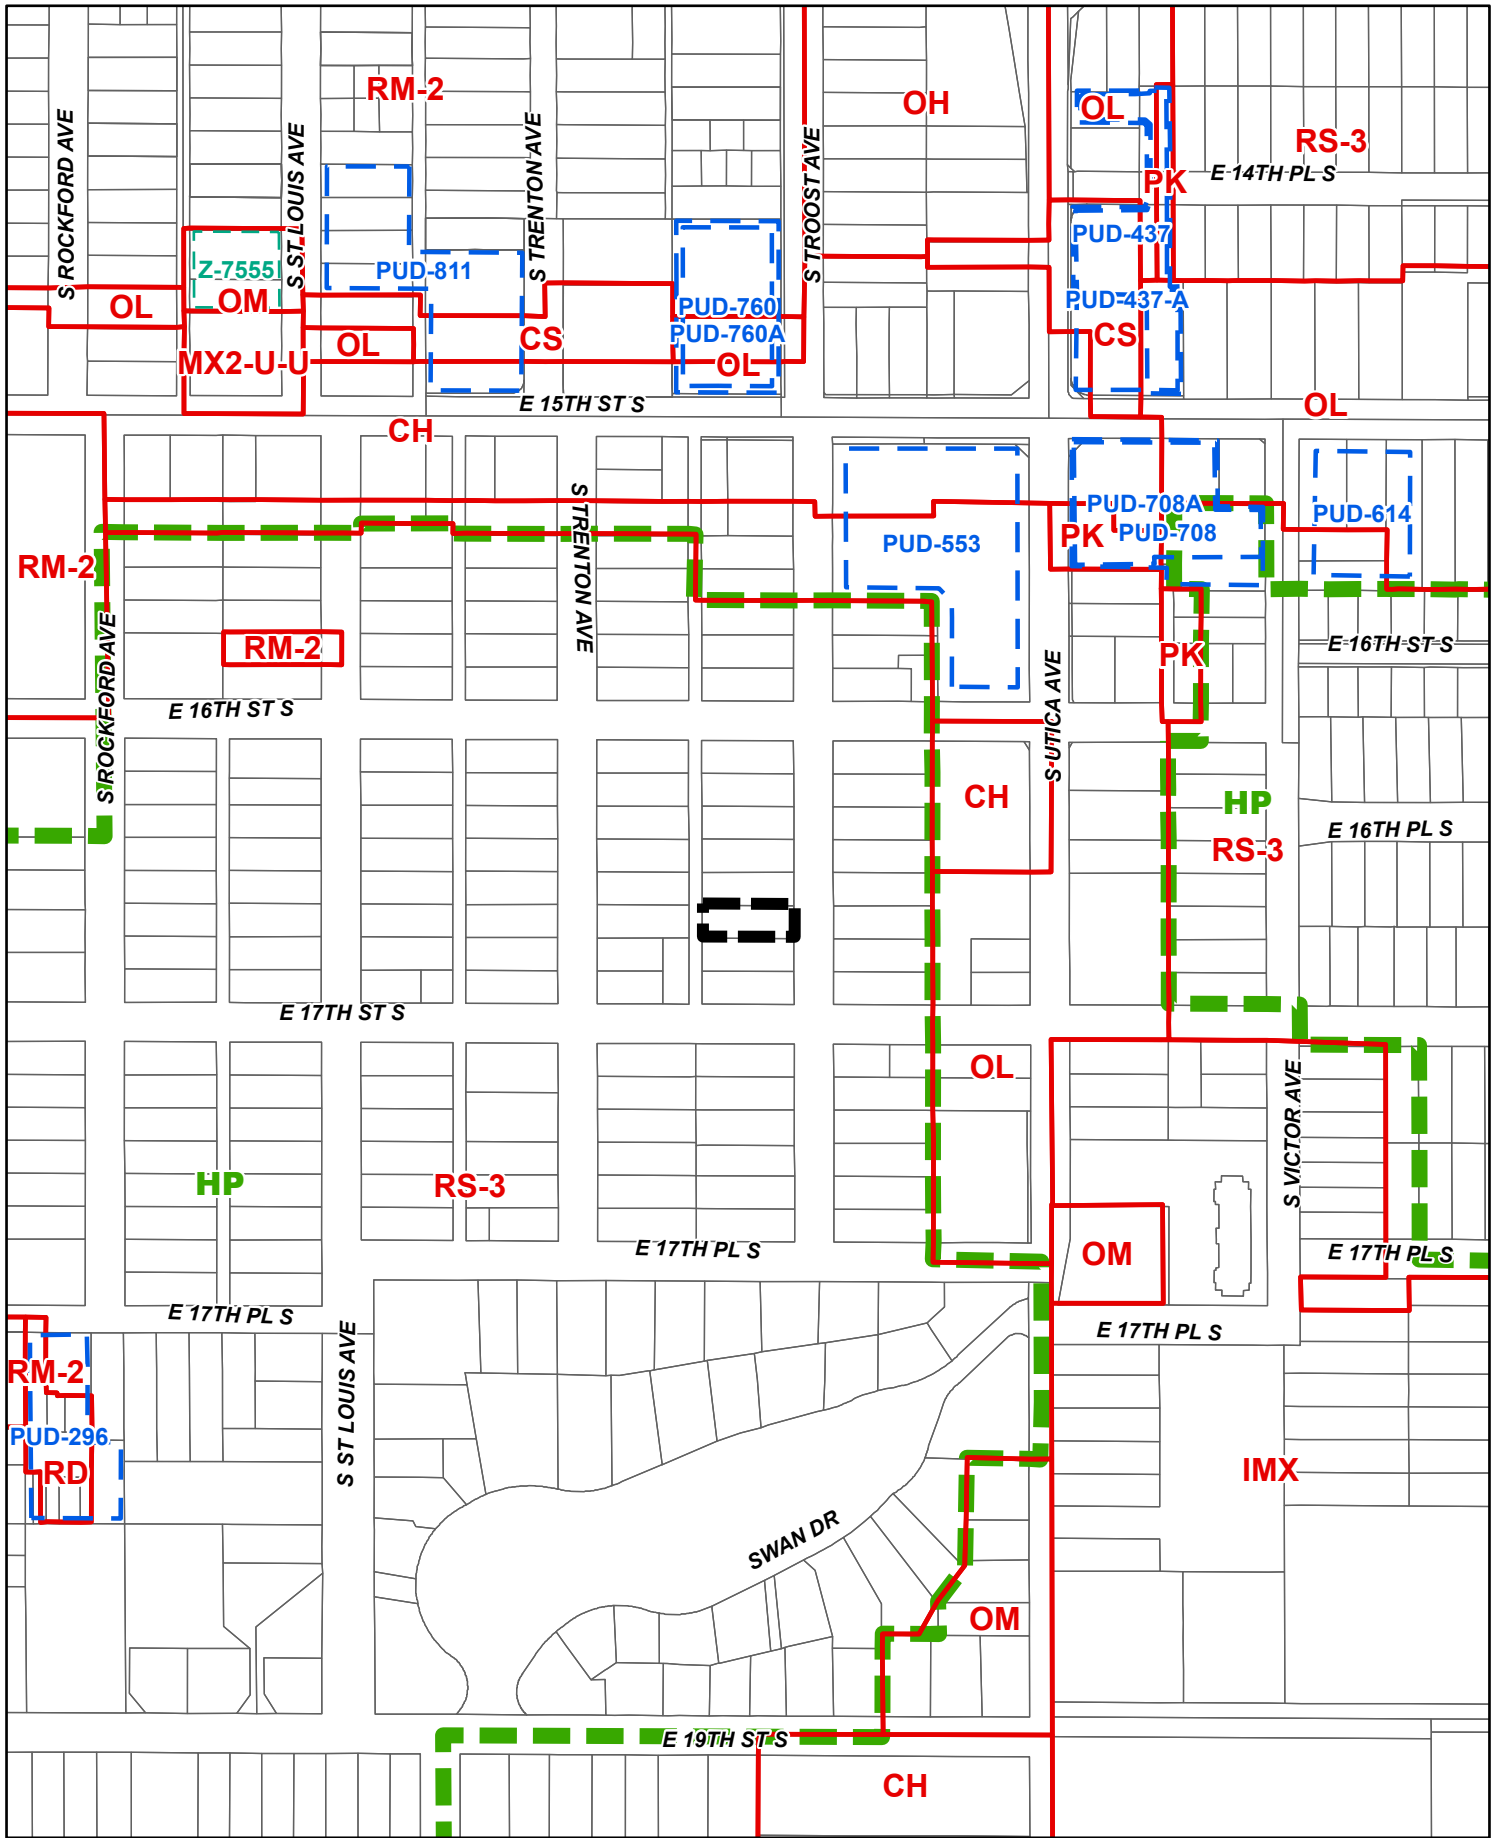 RM-2
OH
OL
RS-3
S ROCKFORD AVE
S ST LOUIS AVE
S TRENTON AVE
S TROOST AVE
E 14TH PL S
PK
PUD-437
Z-7555
PUD-811
OM
OL
PUD-760
PUD-437-A
PUD-760A
CS
CS
OL
MX2-U-U
OL
E 15TH ST S
OL
CH
S TRENTON AVE
PUD-708A
PUD-614
PK
PUD-708
PUD-553
RM-2
S ROCKFORD AVE
RM-2
E 16TH ST S
PK
S UTICA AVE
E 16TH ST S
CH
HP
E 16TH PL S
RS-3
E 17TH ST S
OL
S VICTOR AVE
HP
RS-3
E 17TH PL S
OM
E 17TH PL S
E 17TH PL S
E 17TH PL S
S ST LOUIS AVE
RM-2
PUD-296
RD
IMX
SWAN DR
OM
E 19TH ST S
CH